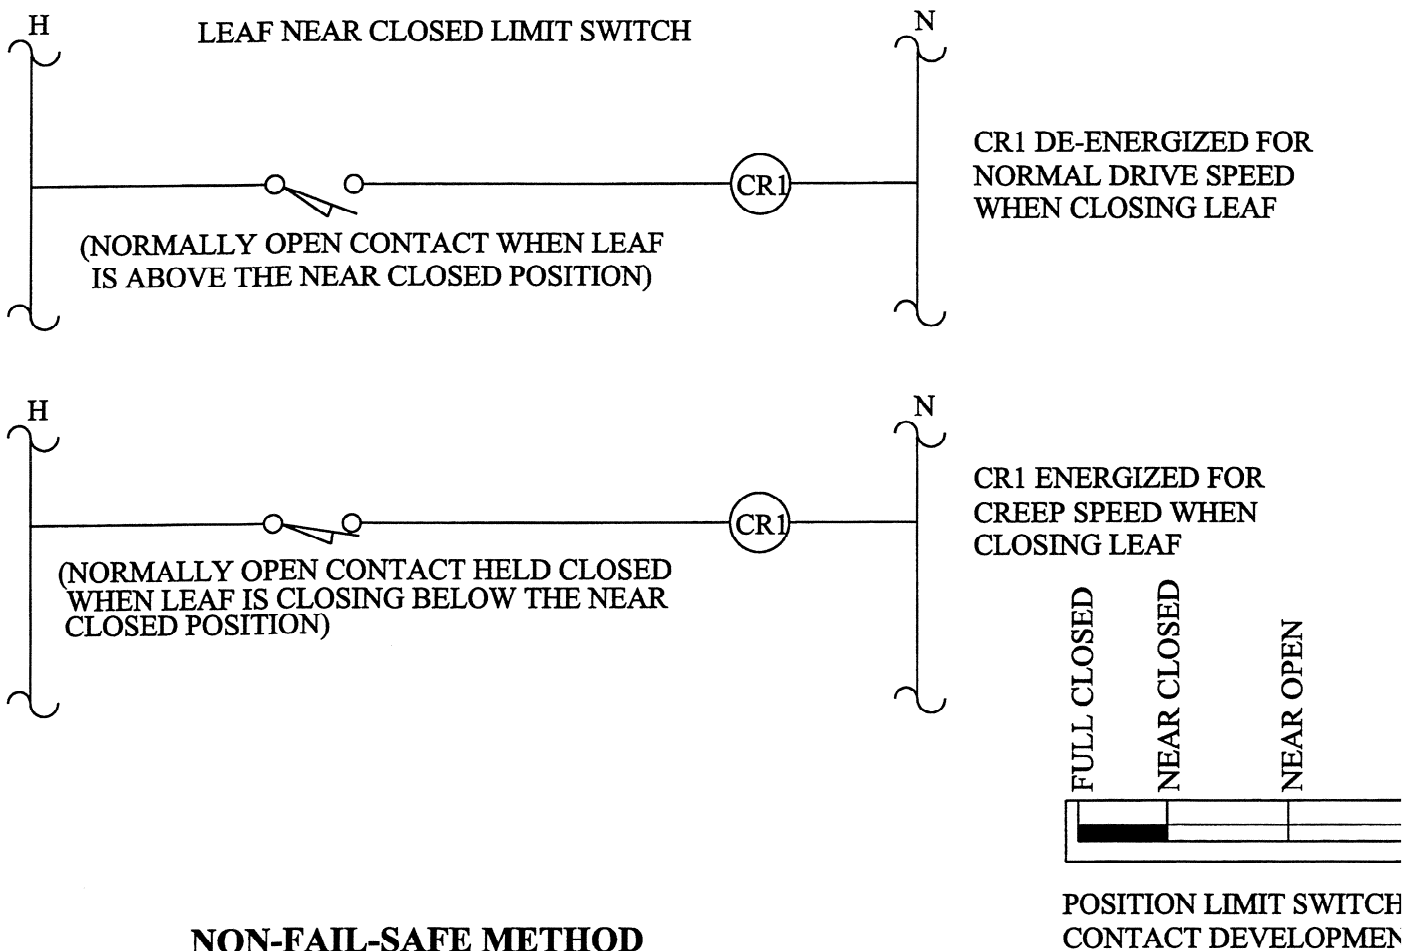 H
LEAF NEAR CLOSED LIMIT SWITCH
N
CR1
CR1 DE-ENERGIZED FOR
NORMAL DRIVE SPEED
WHEN CLOSING LEAF
(NORMALLY OPEN CONTACT WHEN LEAF
IS ABOVE THE NEAR CLOSED POSITION)
H
N
CR1
CR1 ENERGIZED FOR
CREEP SPEED WHEN
CLOSING LEAF
(NORMALLY OPEN CONTACT HELD CLOSED
WHEN LEAF IS CLOSING BELOW THE NEAR
CLOSED POSITION)
FULL CLOSED
NEAR CLOSED
NEAR OPEN
POSITION LIMIT SWITCH
CONTACT DEVELOPMEN
NON-FAIL-SAFE METHOD